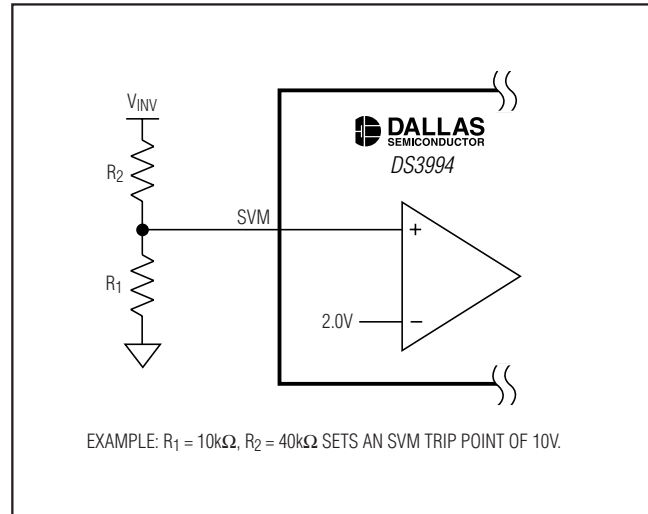 VINV
DALLAS
SEMICONDUCTOR
DS3994
R2
SVM
+
R1
2.0V
−
EXAMPLE: R1 = 10kΩ, R2 = 40kΩ SETS AN SVM TRIP POINT OF 10V.